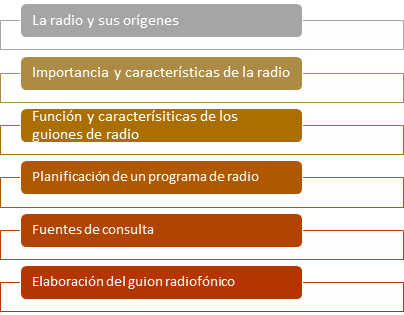 La radio y sus orígenes
Importancia y características de la radio
Función y caracterísiticas de los
guiones de radio
Planificación de un programa de radio
Fuentes de consulta
Elaboración del guion radiofónico